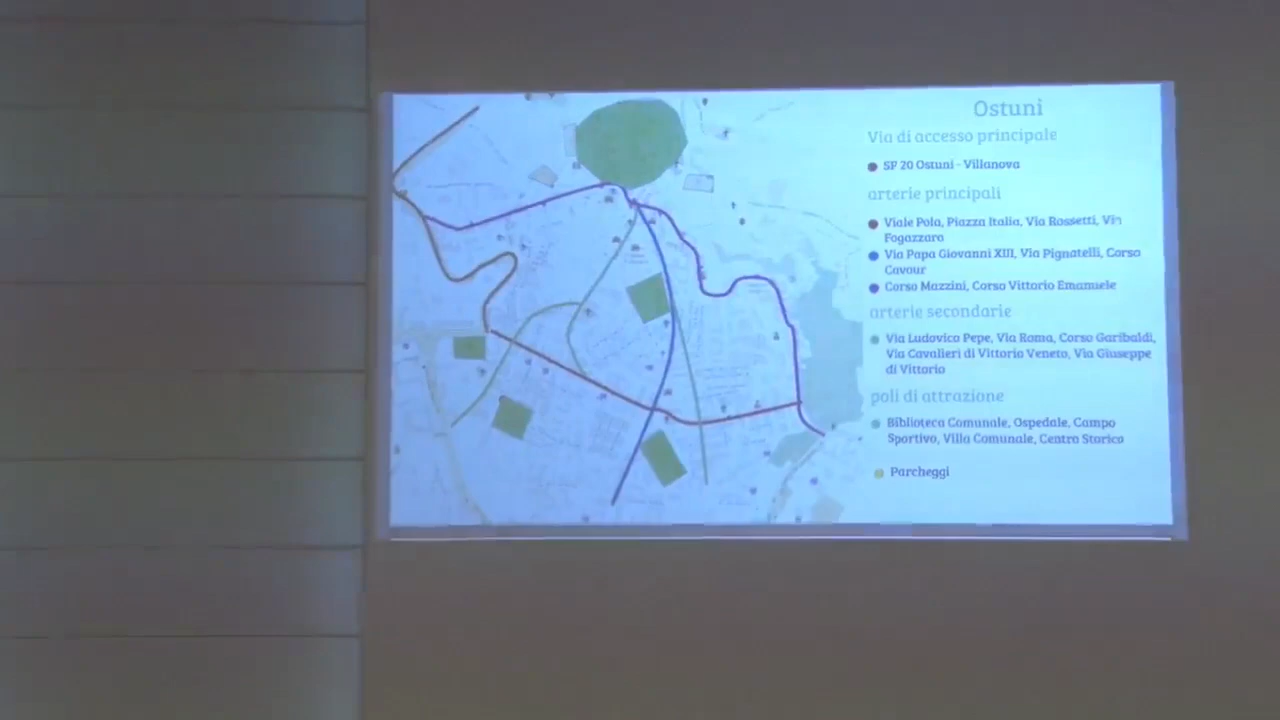 Ostuni
Via di accesso principale
SP 20 Ostuni - Villanova
arterie principali
Viale Pola, Piazza Italia, Via Rossetti, Via
Fogazzaro
Via Papa Giovanni XIII, Via Pignatelli, Corso
Cavour
Corso Mazzini, Corso Vittorio Emanuele
arterie secondarie
Via Ludovico Pepe, Via Roma, Corso Garibaldi,
Via Cavalieri di Vittorio Veneto, Via Giuseppe
di Vittorio
poli di attrazione
Biblioteca Comunale, Ospedale, Campo
Sportivo, Villa Comunale, Centro Storico
Parcheggi